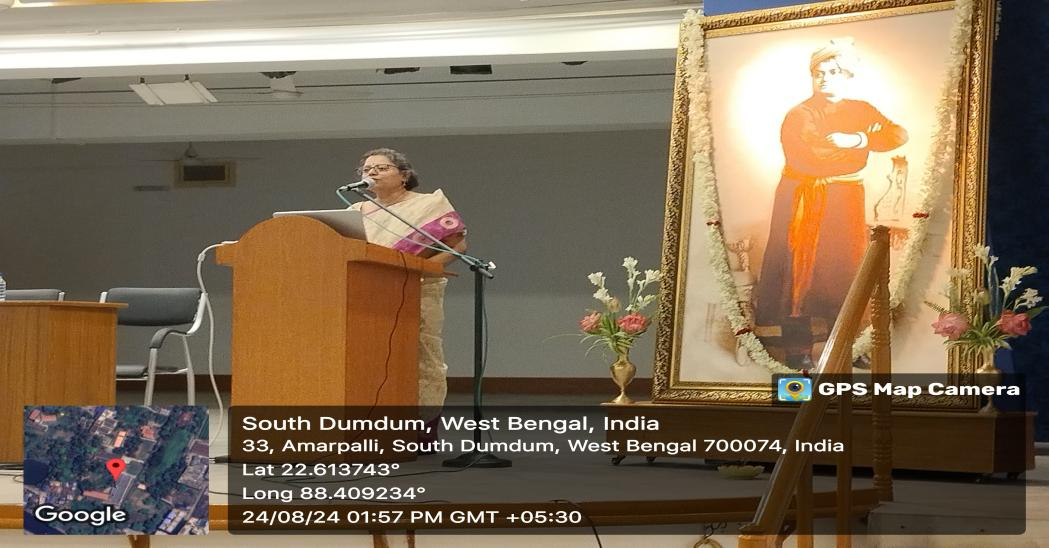 GPS Map Camera
South Dumdum, West Bengal, India
33, Amarpalli, South Dumdum, West Bengal 700074, India
Lat 22.613743°
Long 88.409234°
24/08/24 01:57 PM GMT +05:30
Google